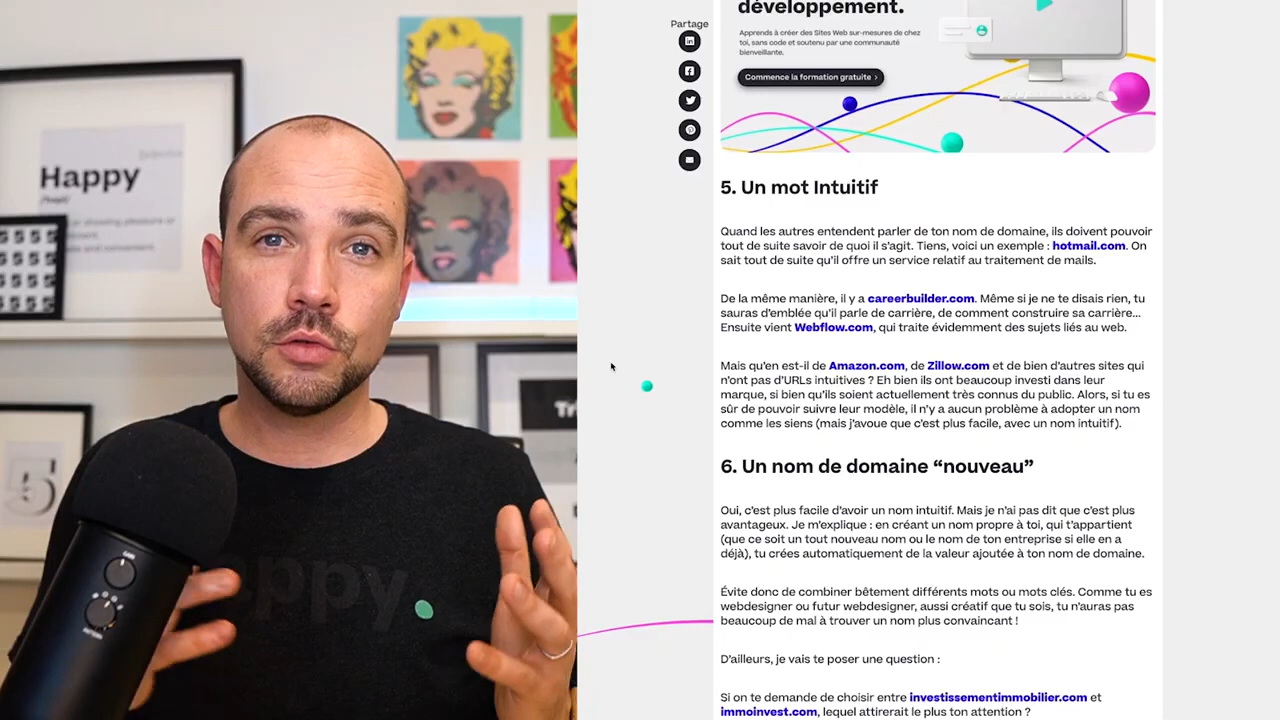 Happy
Partage
développement.
Apprends à créer des Sites Web sur-mesures de chez
toi, sans code et soutenu par une communauté
bienveillante.
Commence la formation gratuite ›
5. Un mot Intuitif
Quand les autres entendent parler de ton nom de domaine, ils doivent pouvoir
tout de suite savoir de quoi il s’agit. Tiens, voici un exemple : hotmail.com. On
sait tout de suite qu’il offre un service relatif au traitement de mails.
De la même manière, il y a careerbuilder.com. Même si je ne te disais rien, tu
sauras d’emblée qu’il parle de carrière, de comment construire sa carrière...
Ensuite vient Webflow.com, qui traite évidemment des sujets liés au web.
Mais qu’en est-il de Amazon.com, de Zillow.com et de bien d’autres sites qui
n’ont pas d’URLs intuitives ? Eh bien ils ont beaucoup investi dans leur
marque, si bien qu’ils soient actuellement très connus du public. Alors, si tu es
sûr de pouvoir suivre leur modèle, il n’y a aucun problème à adopter un nom
comme les siens (mais j’avoue que c’est plus facile, avec un nom intuitif).
6. Un nom de domaine “nouveau”
Oui, c’est plus facile d’avoir un nom intuitif. Mais je n’ai pas dit que c’est plus
avantageux. Je m’explique : en créant un nom propre à toi, qui t’appartient
(que ce soit un tout nouveau nom ou le nom de ton entreprise si elle en a
déjà), tu crées automatiquement de la valeur ajoutée à ton nom de domaine.
Évite donc de combiner bêtement différents mots ou mots clés. Comme tu es
webdesigner ou futur webdesigner, aussi créatif que tu sois, tu n’auras pas
beaucoup de mal à trouver un nom plus convaincant !
D’ailleurs, je vais te poser une question :
Si on te demande de choisir entre investissementimmobilier.com et
immoinvest.com, lequel attirerait le plus ton attention ?